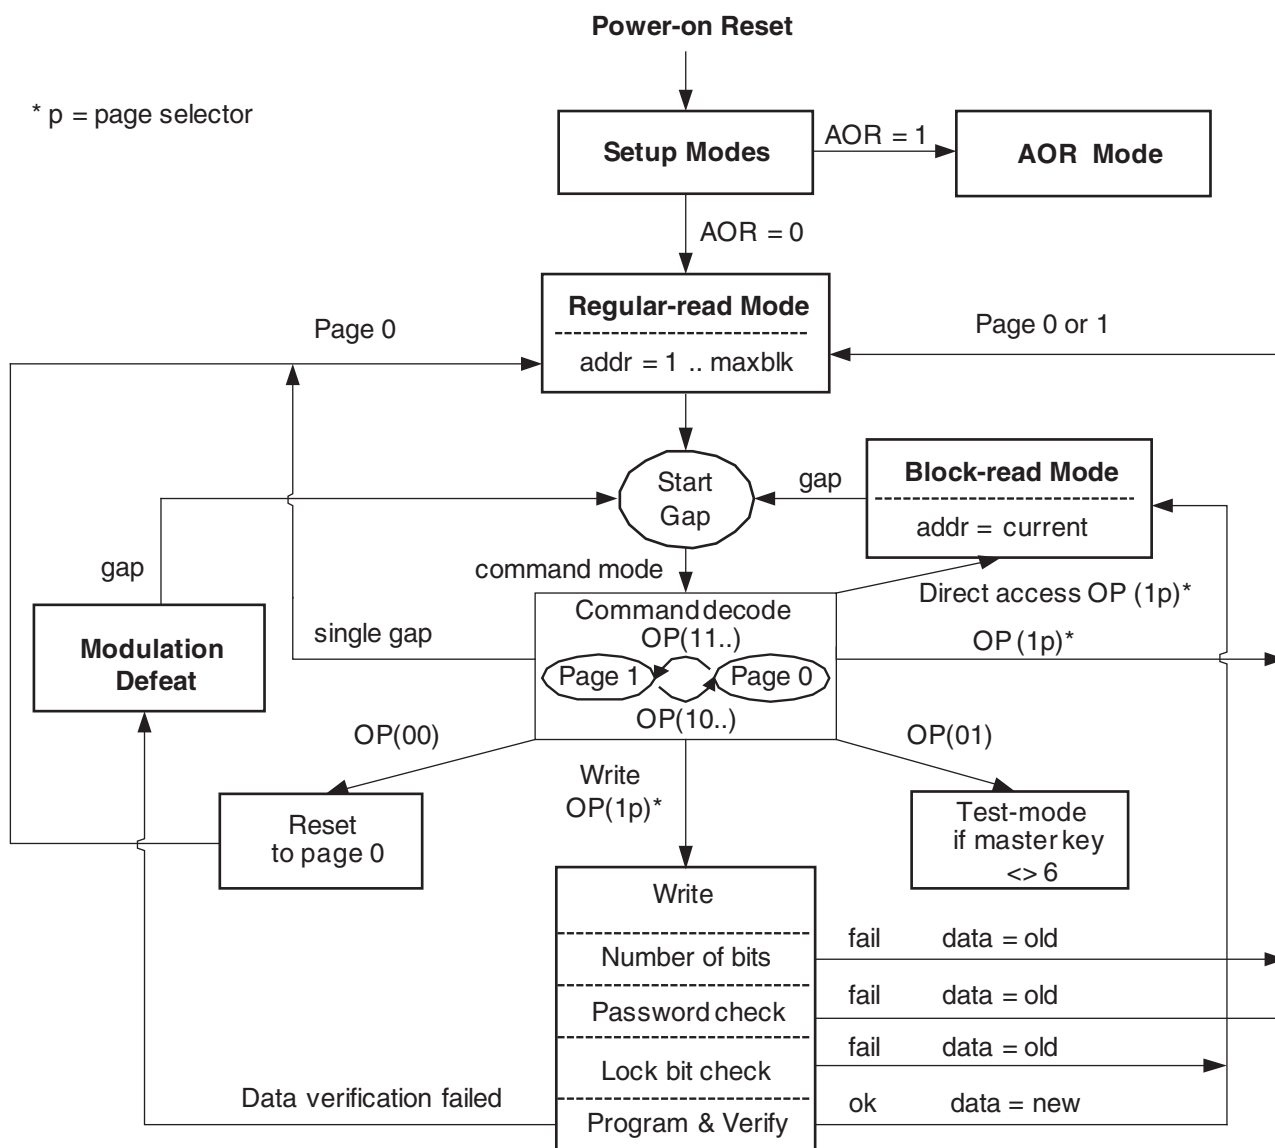 Power-on Reset
* p = page selector
Setup Modes
AOR = 1
AOR Mode
AOR = 0
Regular-read Mode
addr = 1 .. maxblk
Page 0
Page 0 or 1
Start
Gap
gap
Block-read Mode
addr = current
gap
command mode
Direct access OP (1p)*
Modulation
Defeat
single gap
Command decode
OP(11..)
Page 1
Page 0
OP(10..)
OP (1p)*
OP(00)
OP(01)
Write
OP(1p)*
Reset
to page 0
Test-mode
if master key
<> 6
Write
Number of bits
fail data = old
Password check
fail data = old
Lock bit check
fail data = old
Data verification failed
Program & Verify
ok data = new